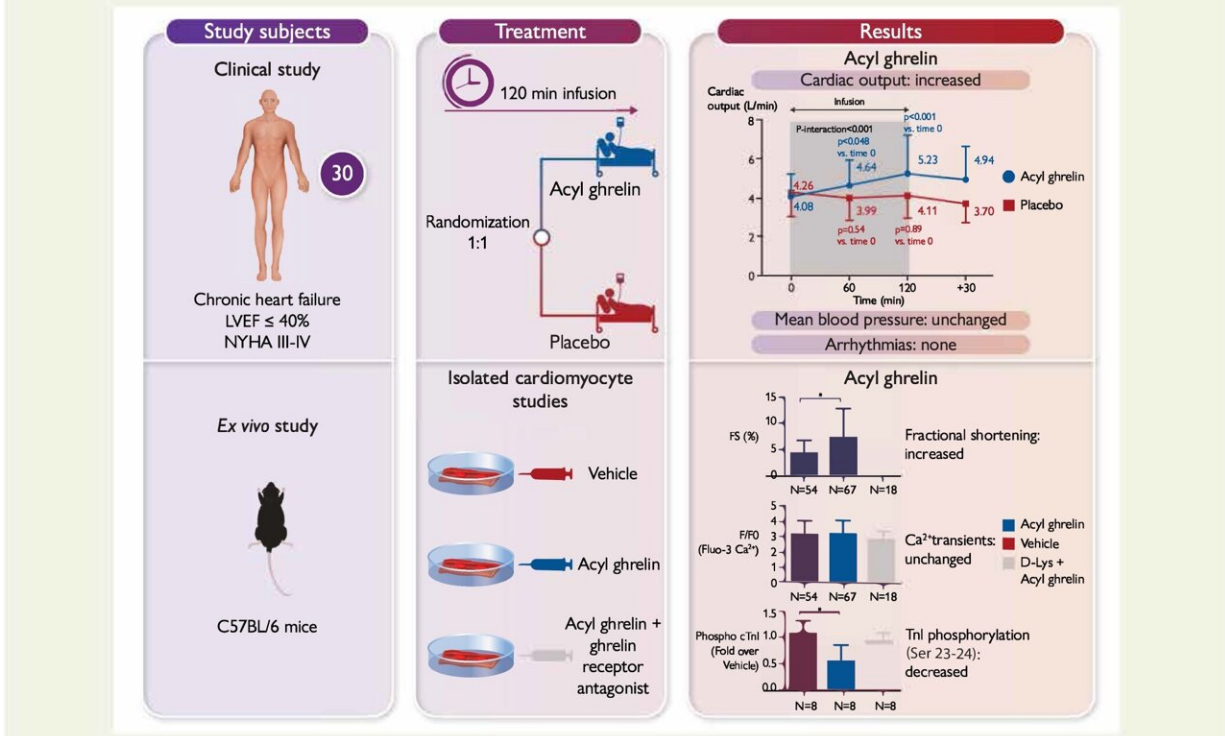 Study subjects
Clinical study
30
Chronic heart failure
LVEF ≤ 40%
NYHA III-IV
Ex vivo study
C57BL/6 mice
Treatment
120 min infusion
Acyl ghrelin
Randomization
1:1
Placebo
Isolated cardiomyocyte
studies
Vehicle
Acyl ghrelin
Acyl ghrelin +
ghrelin
receptor
antagonist
Results
Acyl ghrelin
Cardiac output: increased
Cardiac
output (L/min)
Infusion
8
6
4
2
0
P-interaction<0.001
p<0.048
vs. time 0
p<0.001
vs. time 0
4.26
4.08
4.64
5.23
4.94
3.99
4.11
3.70
p=0.54
vs. time 0
p=0.89
vs. time 0
0
60
120
+30
Time (min)
Acyl ghrelin
Placebo
Mean blood pressure: unchanged
Arrhythmias: none
Acyl ghrelin
FS (%)
15
10
5
0
*
N=54
N=67
N=18
Fractional shortening:
increased
F/F0
(Fluo-3 Ca²⁺)
5
4
3
2
1
0
N=54
N=67
N=18
Ca²⁺transients:
unchanged
Acyl ghrelin
Vehicle
D-Lys +
Acyl ghrelin
Phospho cTnI
(Fold over
Vehicle)
1.5
1.0
0.5
0.0
*
N=8
N=8
N=8
TnI phosphorylation
(Ser 23-24):
decreased